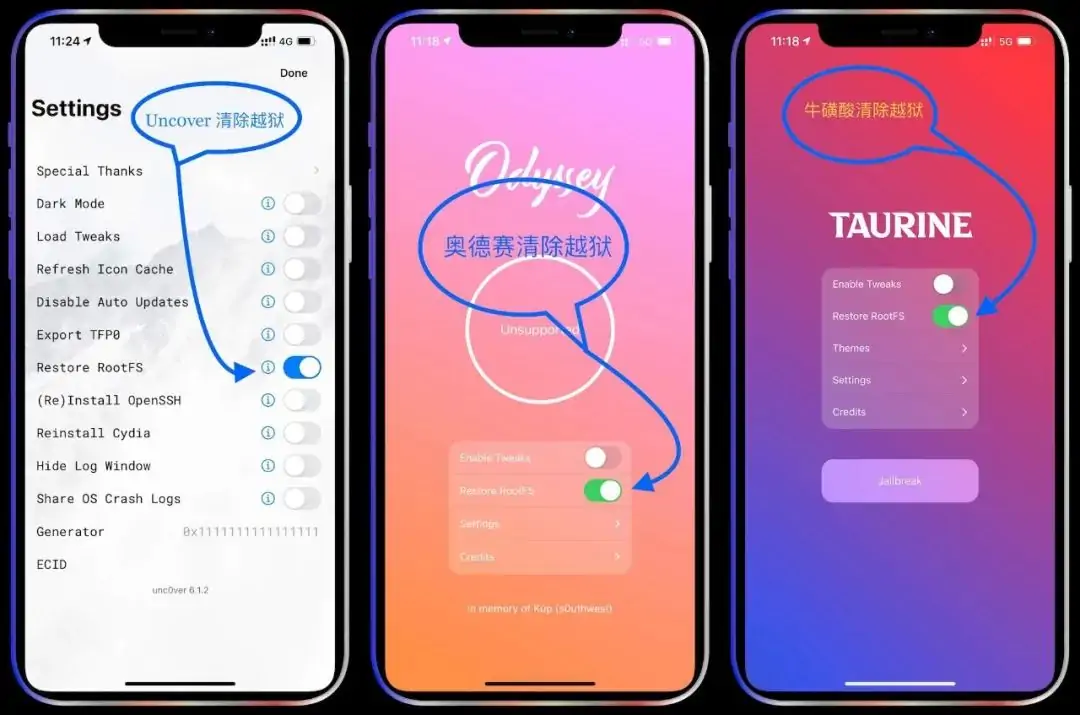 11:24
4G
Done
Settings
Uncover 清除越狱
Special Thanks
Dark Mode
Load Tweaks
Refresh Icon Cache
Disable Auto Updates
Export TFP0
Restore RootFS
(Re)Install OpenSSH
Reinstall Cydia
Hide Log Window
Share OS Crash Logs
Generator 0x1111111111111111
ECID
unc0ver 6.1.2
11:18
5G
Odyssey
奥德赛清除越狱
Unsupported
Enable Tweaks
Restore RootFS
Settings
Credits
In memory of Kup (s0uthwes!)
11:18
5G
牛磺酸清除越狱
TAURINE
Enable Tweaks
Restore RootFS
Themes
Settings
Credits
Jailbreak